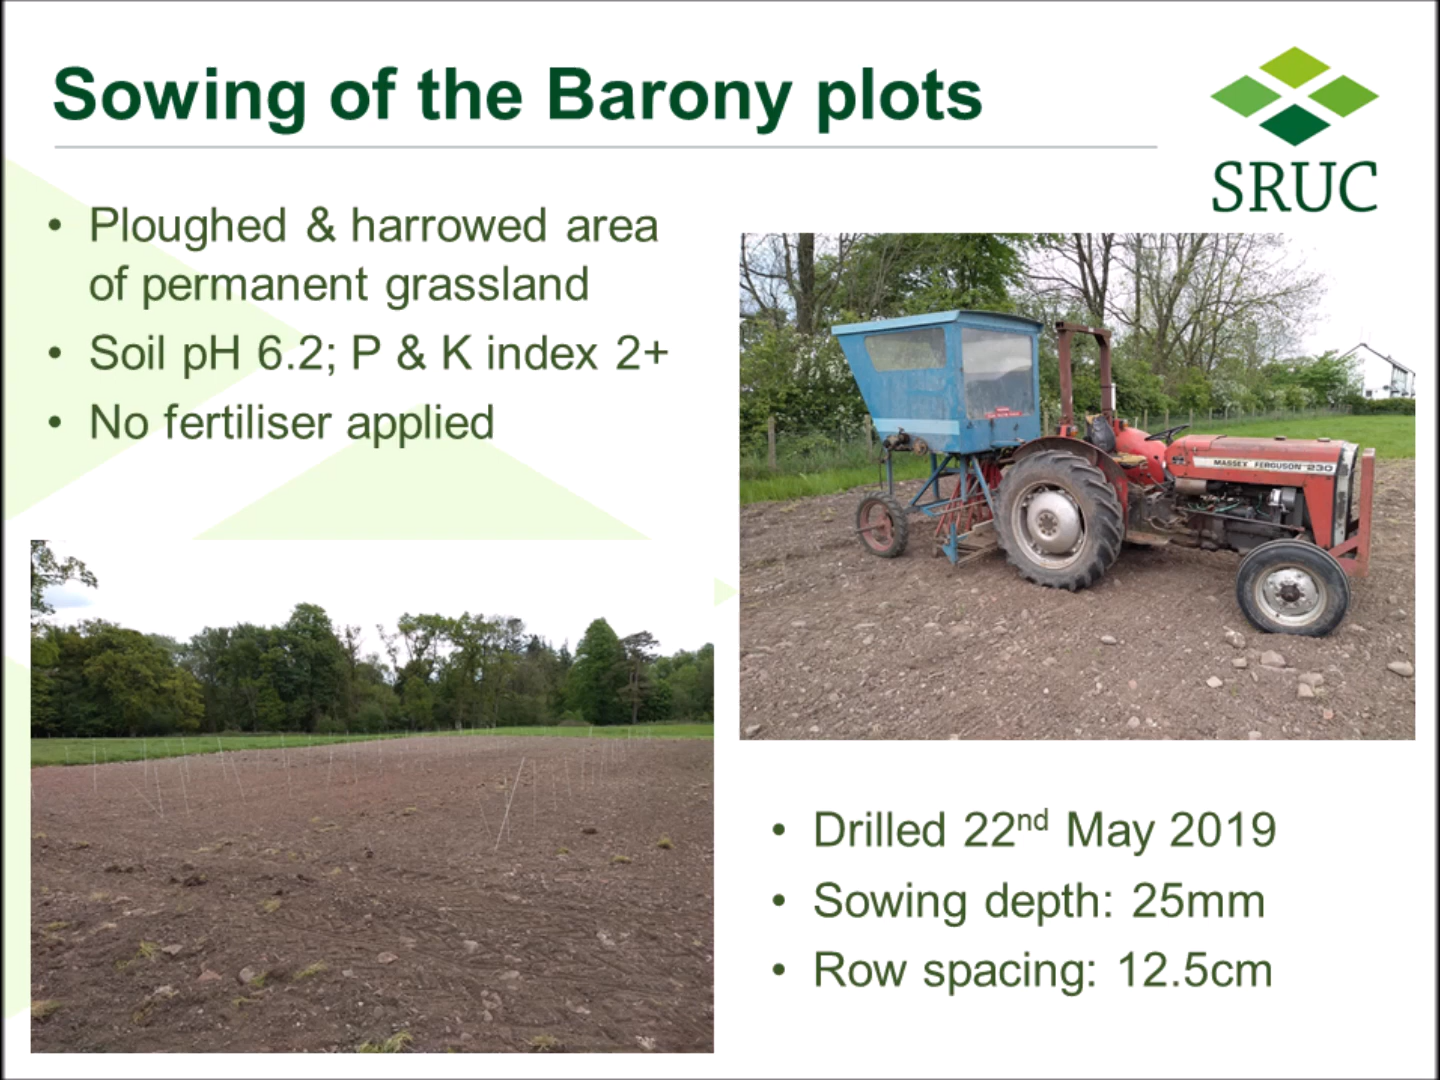 Sowing of the Barony plots
SRUC
• Ploughed & harrowed area
of permanent grassland
• Soil pH 6.2; P & K index 2+
• No fertiliser applied
MASSEY FERGUSON 230
• Drilled 22nd May 2019
• Sowing depth: 25mm
• Row spacing: 12.5cm